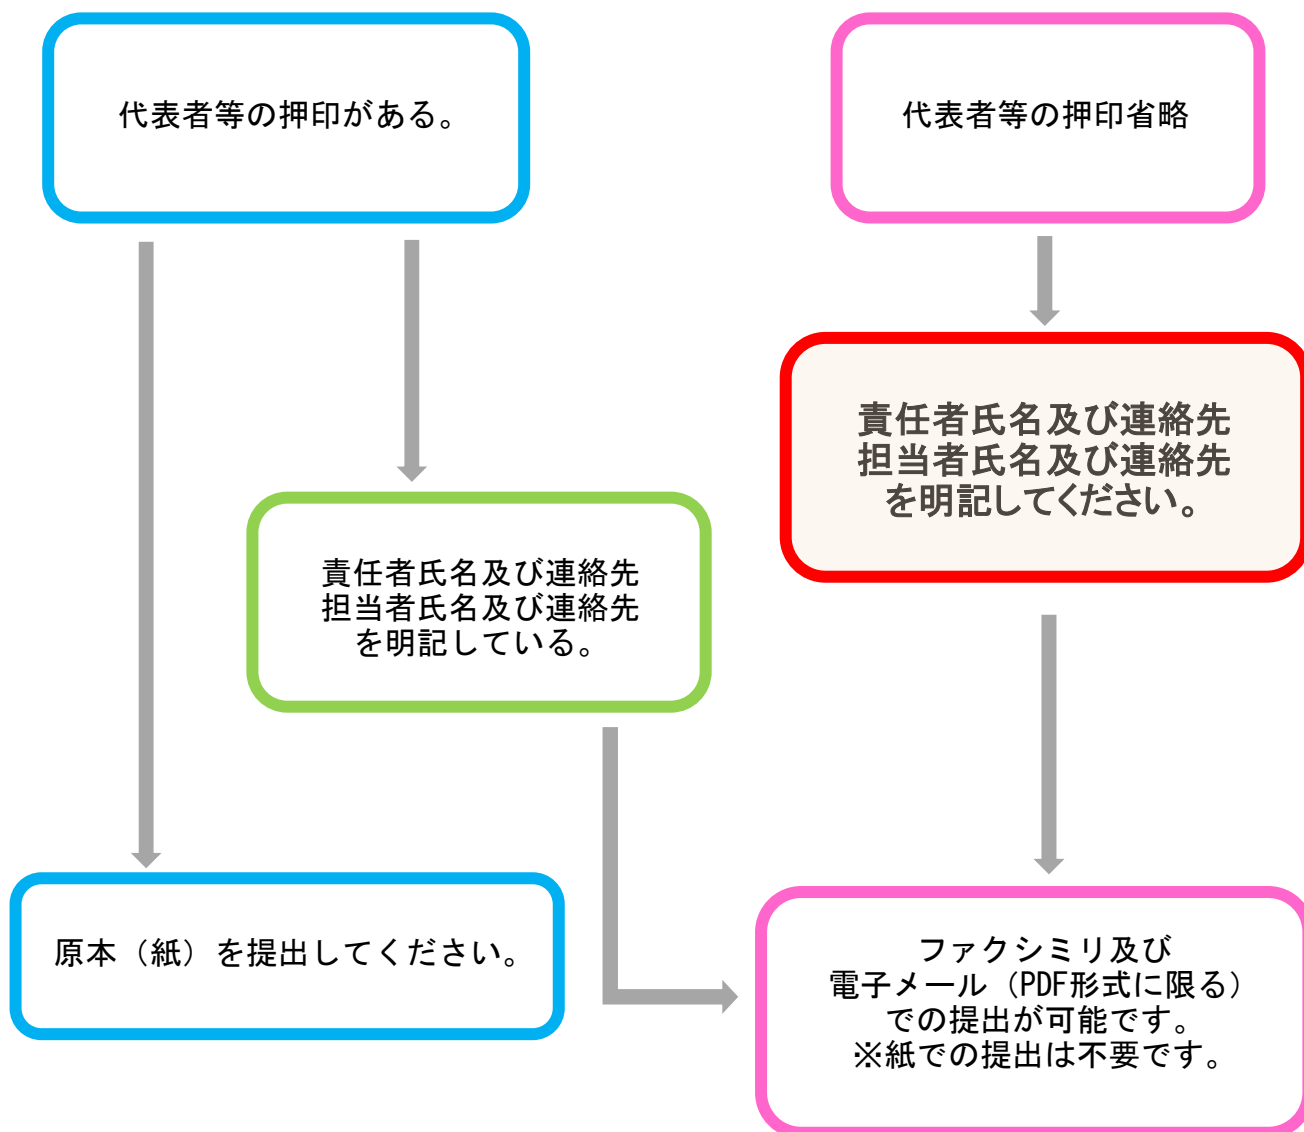 代表者等の押印がある。
代表者等の押印省略
責任者氏名及び連絡先
担当者氏名及び連絡先
を明記してください。
責任者氏名及び連絡先
担当者氏名及び連絡先
を明記している。
原本（紙）を提出してください。
ファクシミリ及び
電子メール（PDF形式に限る）
での提出が可能です。
※紙での提出は不要です。